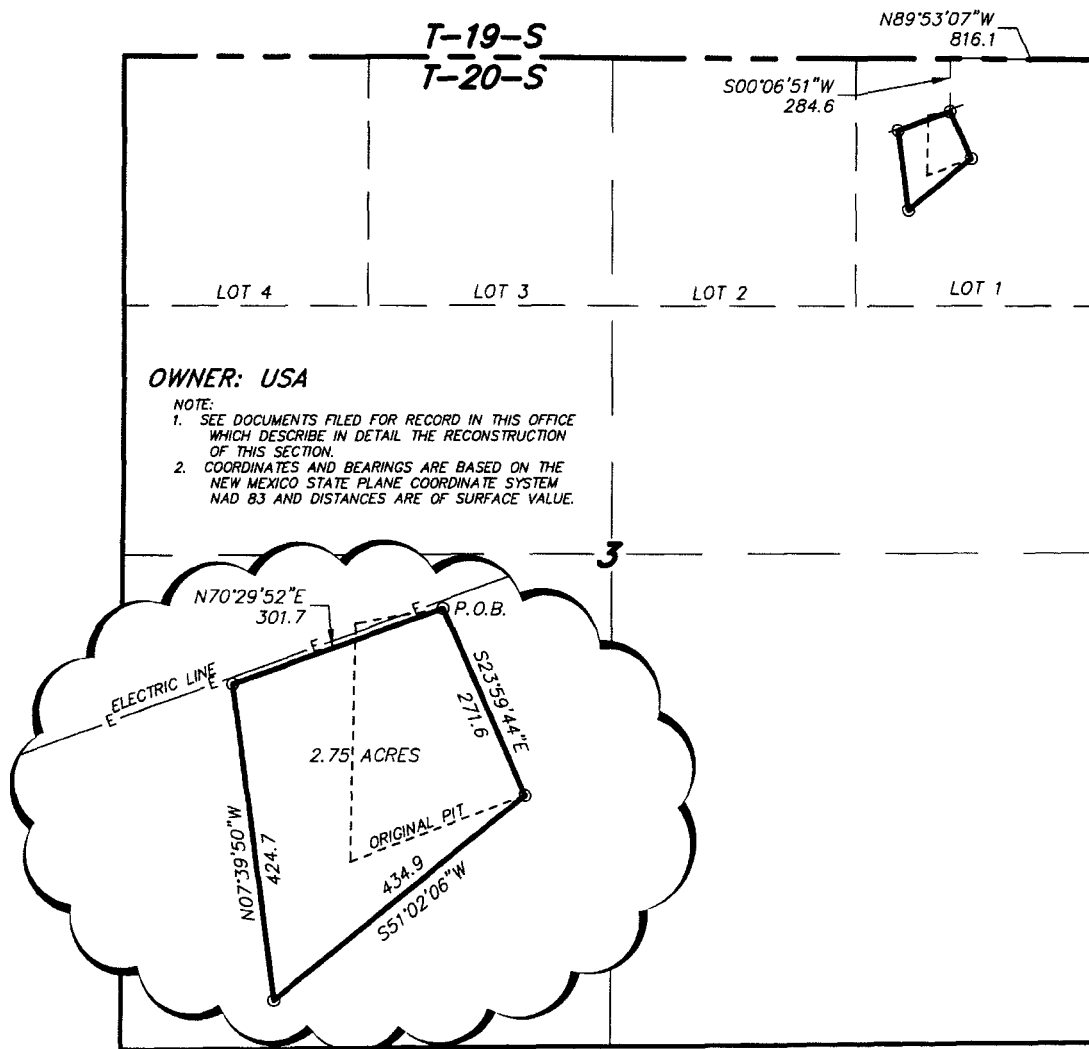 T-19-S
T-20-S
N89°53'07"W
816.1
S00°06'51"W
284.6
LOT 4
LOT 3
LOT 2
LOT 1
OWNER: USA
NOTE:
1. SEE DOCUMENTS FILED FOR RECORD IN THIS OFFICE
WHICH DESCRIBE IN DETAIL THE RECONSTRUCTION
OF THIS SECTION.
2. COORDINATES AND BEARINGS ARE BASED ON THE
NEW MEXICO STATE PLANE COORDINATE SYSTEM
NAD 83 AND DISTANCES ARE OF SURFACE VALUE.
3
N70°29'52"E
301.7
E
P.O.B.
E
ELECTRIC LINE
E
E
S23°59'44"E
271.6
2.75 ACRES
ORIGINAL PIT
N07°39'50"W
424.7
434.9
S51°02'06"W